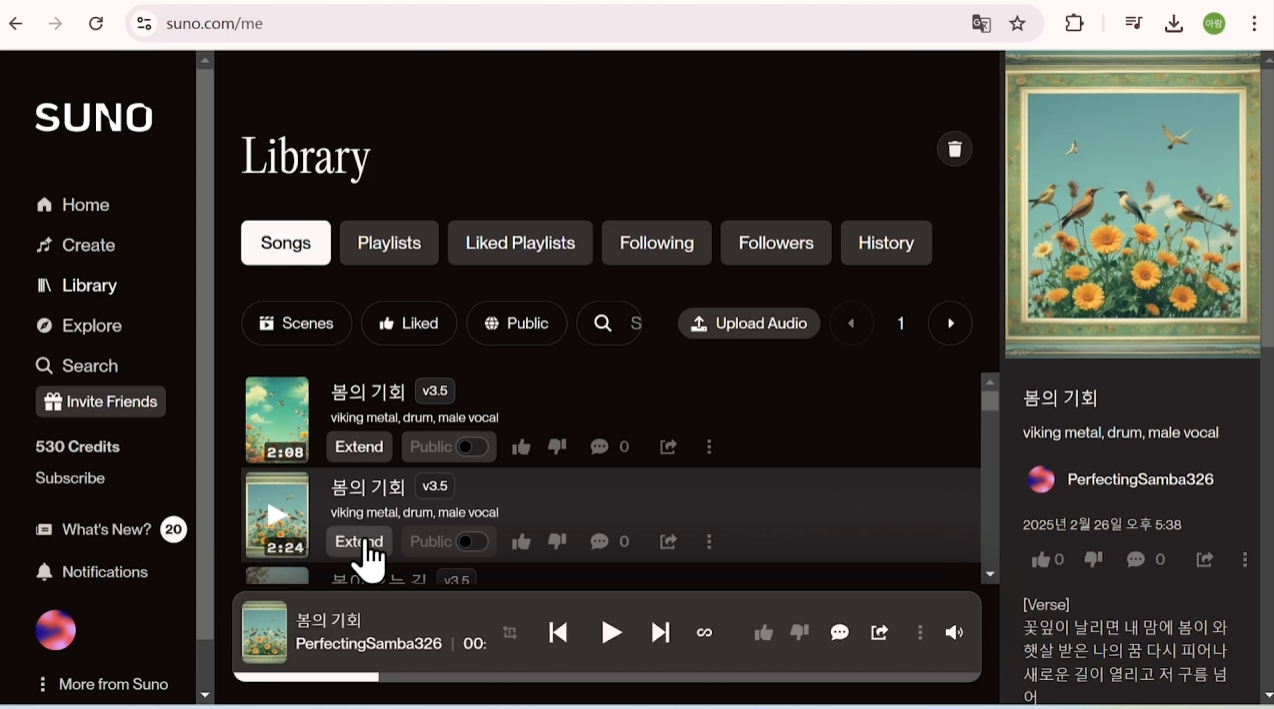 suno.com/me
아람
SUNO
Home
Create
Library
Explore
Search
Invite Friends
530 Credits
Subscribe
What's New? 20
Notifications
More from Suno
Library
Songs Playlists Liked Playlists Following Followers History
Scenes Liked Public S Upload Audio 1
봄의 기회 v3.5
viking metal, drum, male vocal
2:08
Extend Public 0
봄의 기회 v3.5
viking metal, drum, male vocal
2:24
Extend Public 0
v3.5
봄의 기회
PerfectingSamba326 | 00:
봄의 기회
viking metal, drum, male vocal
PerfectingSamba326
2025년 2월 26일 오후 5:38
0 0
[Verse]
꽃잎이 날리면 내 맘에 봄이 와
햇살 받은 나의 꿈 다시 피어나
새로운 길이 열리고 저 구름 넘
어